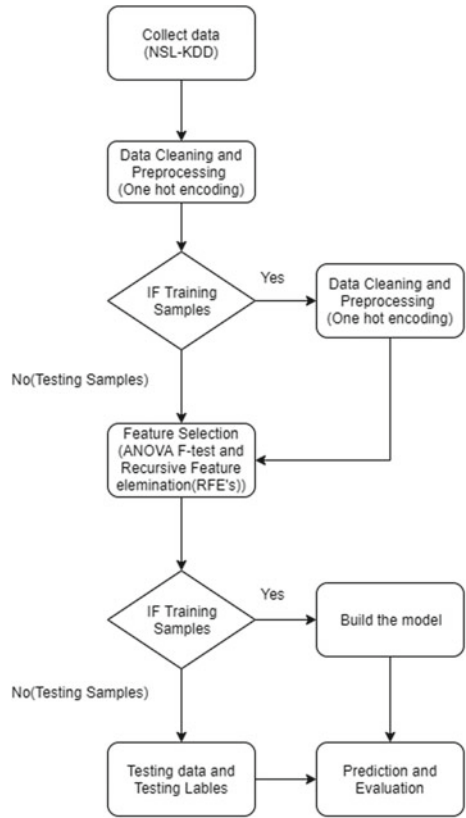 Collect data
(NSL-KDD)
Data Cleaning and
Preprocessing
(One hot encoding)
IF Training
Samples
Yes
Data Cleaning and
Preprocessing
(One hot encoding)
No(Testing Samples)
Feature Selection
(ANOVA F-test and
Recursive Feature
elemination(RFE's))
IF Training
Samples
Yes
Build the model
No(Testing Samples)
Testing data and
Testing Lables
Prediction and
Evaluation